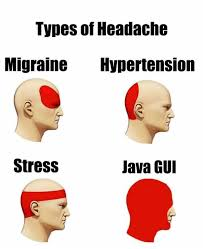 Types of Headache
Migraine Hypertension
Stress Java GUI